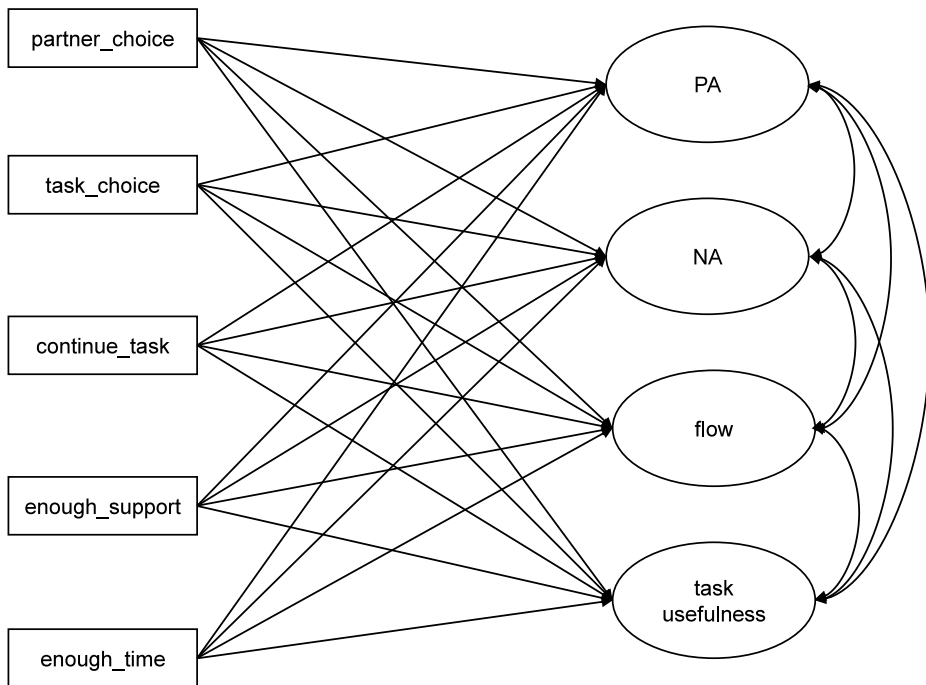 partner_choice
task_choice
continue_task
enough_support
enough_time
PA
NA
flow
task
usefulness